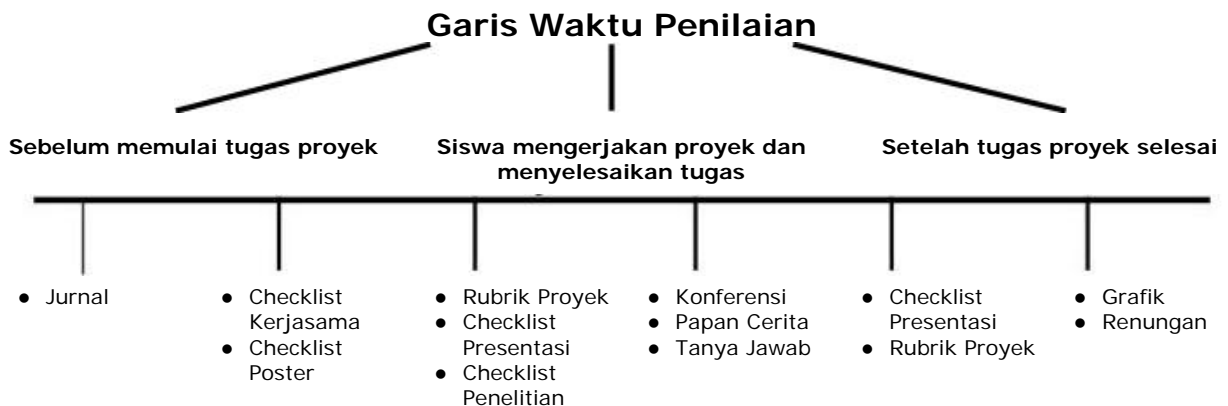 Garis Waktu Penilaian
Sebelum memulai tugas proyek
Siswa mengerjakan proyek dan
menyelesaikan tugas
Setelah tugas proyek selesai
● Jurnal
● Checklist
Kerjasama
● Checklist
Poster
● Rubrik Proyek
● Checklist
Presentasi
● Checklist
Penelitian
● Konferensi
● Papan Cerita
● Tanya Jawab
● Checklist
Presentasi
● Rubrik Proyek
● Grafik
● Renungan